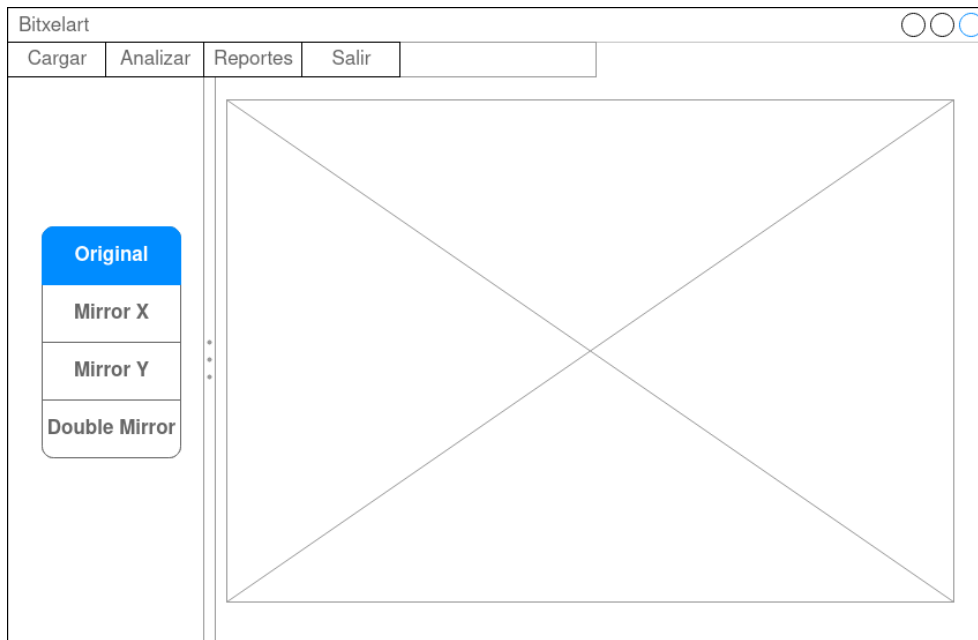 Bitxelart
Cargar Analizar Reportes Salir
Original
Mirror X
Mirror Y
Double Mirror